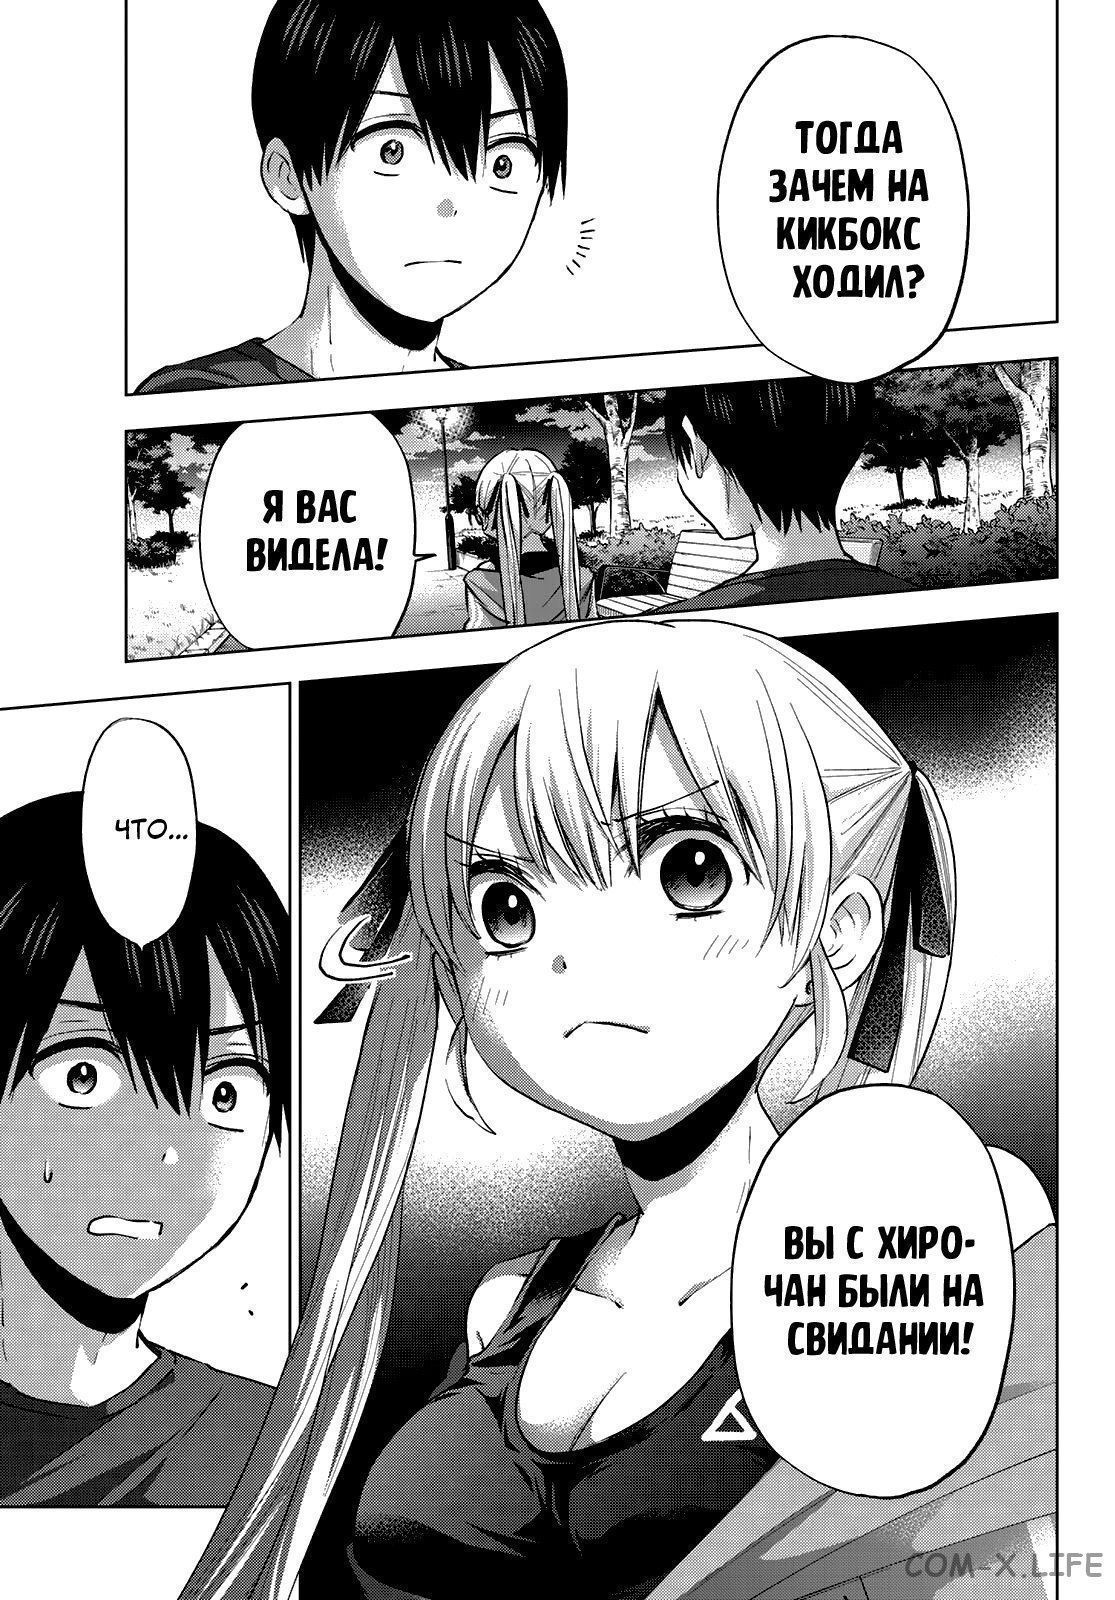 ТОГДА
ЗАЧЕМ НА
КИКБОКС
ХОДИЛ?
Я ВАС
ВИДЕЛА!
ВЫ С ХИРО-
ЧАН БЫЛИ НА
СВИДАНИИ!
ЧТО...
COM-X.LIFE